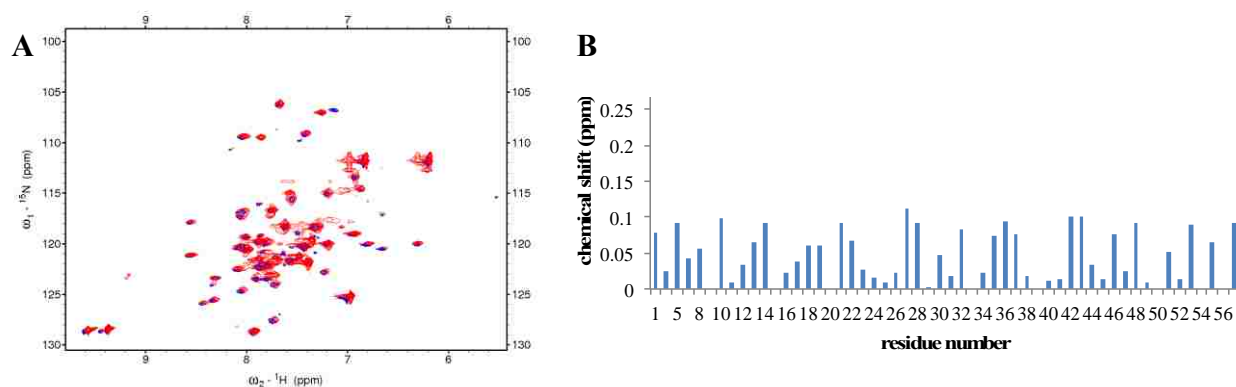 A
9 8 7 6
100 100
105 105
110 110
115 115
120 120
125 125
130 130
9 8 7 6
ω₁ - ¹⁵N (ppm)
ω₂ - ¹H (ppm)
B
0.25
0.2
0.15
0.1
0.05
0
1 5 8 10 12 14 16 18 20 22 24 26 28 30 32 34 36 38 40 42 44 46 48 50 52 54 56
chemical shift (ppm)
residue number